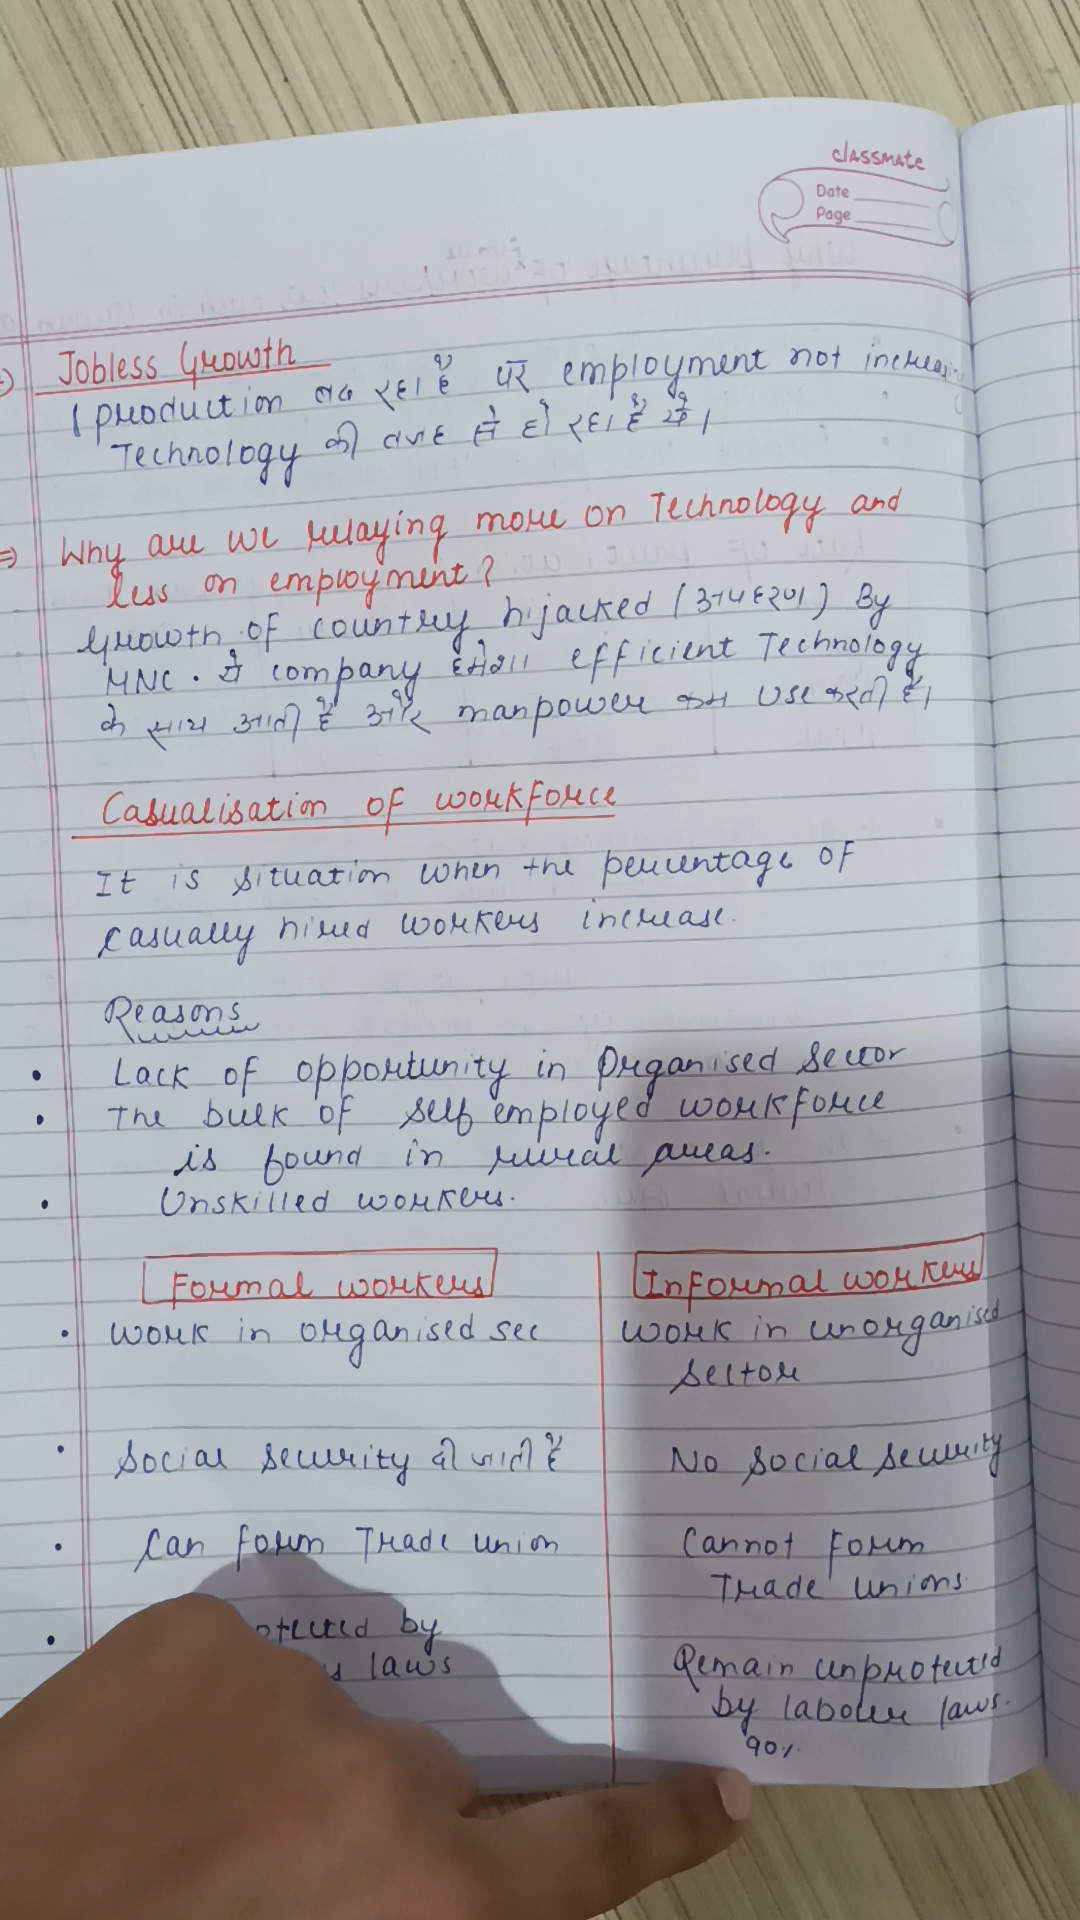 classmate
Date
Page
Jobless Growth
(production बढ़ रहा है पर employment not
Technology की वजह से हो रहा है ये।
⇒ Why are we relaying more on Technology and
less on employment?
Growth of country hijacked (अपहरण) By
MNC. ये company हमेशा efficient Technology
के साथ आती है और manpower कम use करती है।
Casualisation of workforce
It is situation when the percentage of
casually hired workers increase.
Reasons
• Lack of opportunity in Organised sector
• The bulk of self employed workforce
is found in rural areas.
• Unskilled workers.
Formal workers
Informal workers
• work in organised sec
work in unorganised
sector
• Social security दी जाती है
No social security
• Can form Trade union
Cannot form
Trade unions
• by
laws
Remain unprotected
by labour laws.
90%